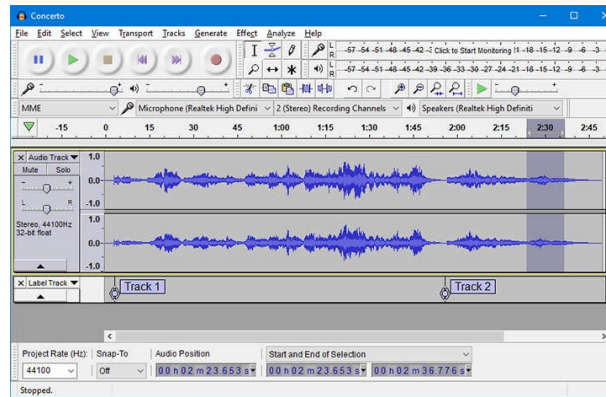 Concerto
File Edit Select View Transport Tracks Generate Effect Analyze Help
L R -57 -54 -51 -48 -45 -42 Click to Start Monitoring -18 -15 -12 -9 -6 -3
L R -57 -54 -51 -48 -45 -42 -39 -36 -33 -30 -27 -24 -21 -18 -15 -12 -9 -6 -3
MME Microphone (Realtek High Defini 2 (Stereo) Recording Channels Speakers (Realtek High Definiti
-15 0 15 30 45 1:00 1:15 1:30 1:45 2:00 2:15 2:30 2:45
Audio Track 1.0
Mute Solo
- + 0.0
L R -1.0
Stereo, 44100Hz 1.0
32-bit float 0.0
-1.0
Label Track Track 1 Track 2
Project Rate (Hz): Snap-To Audio Position Start and End of Selection
44100 Off 00 h 02 m 23.653 s 00 h 02 m 23.653 s 00 h 02 m 36.776 s
Stopped.